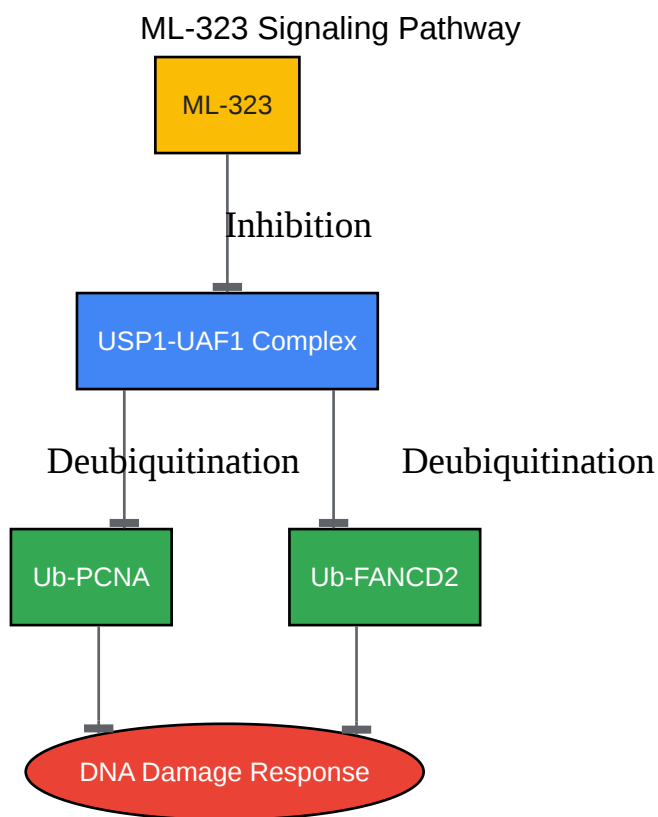 ML-323 Signaling Pathway
ML-323
Inhibition
USP1-UAF1 Complex
Deubiquitination
Deubiquitination
Ub-PCNA
Ub-FANCD2
DNA Damage Response